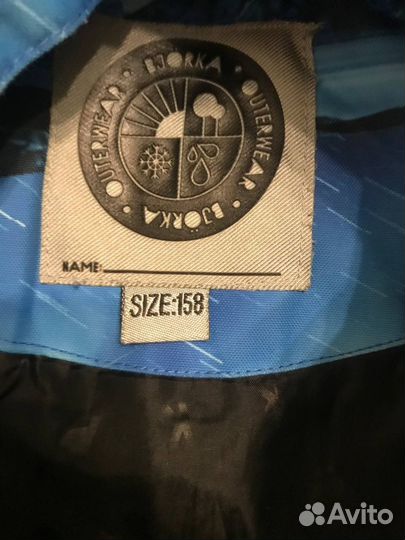 BJÖRKA • OUTERWEAR • BJÖRKA • OUTERWEAR •
NAME:
SIZE:158
Avito